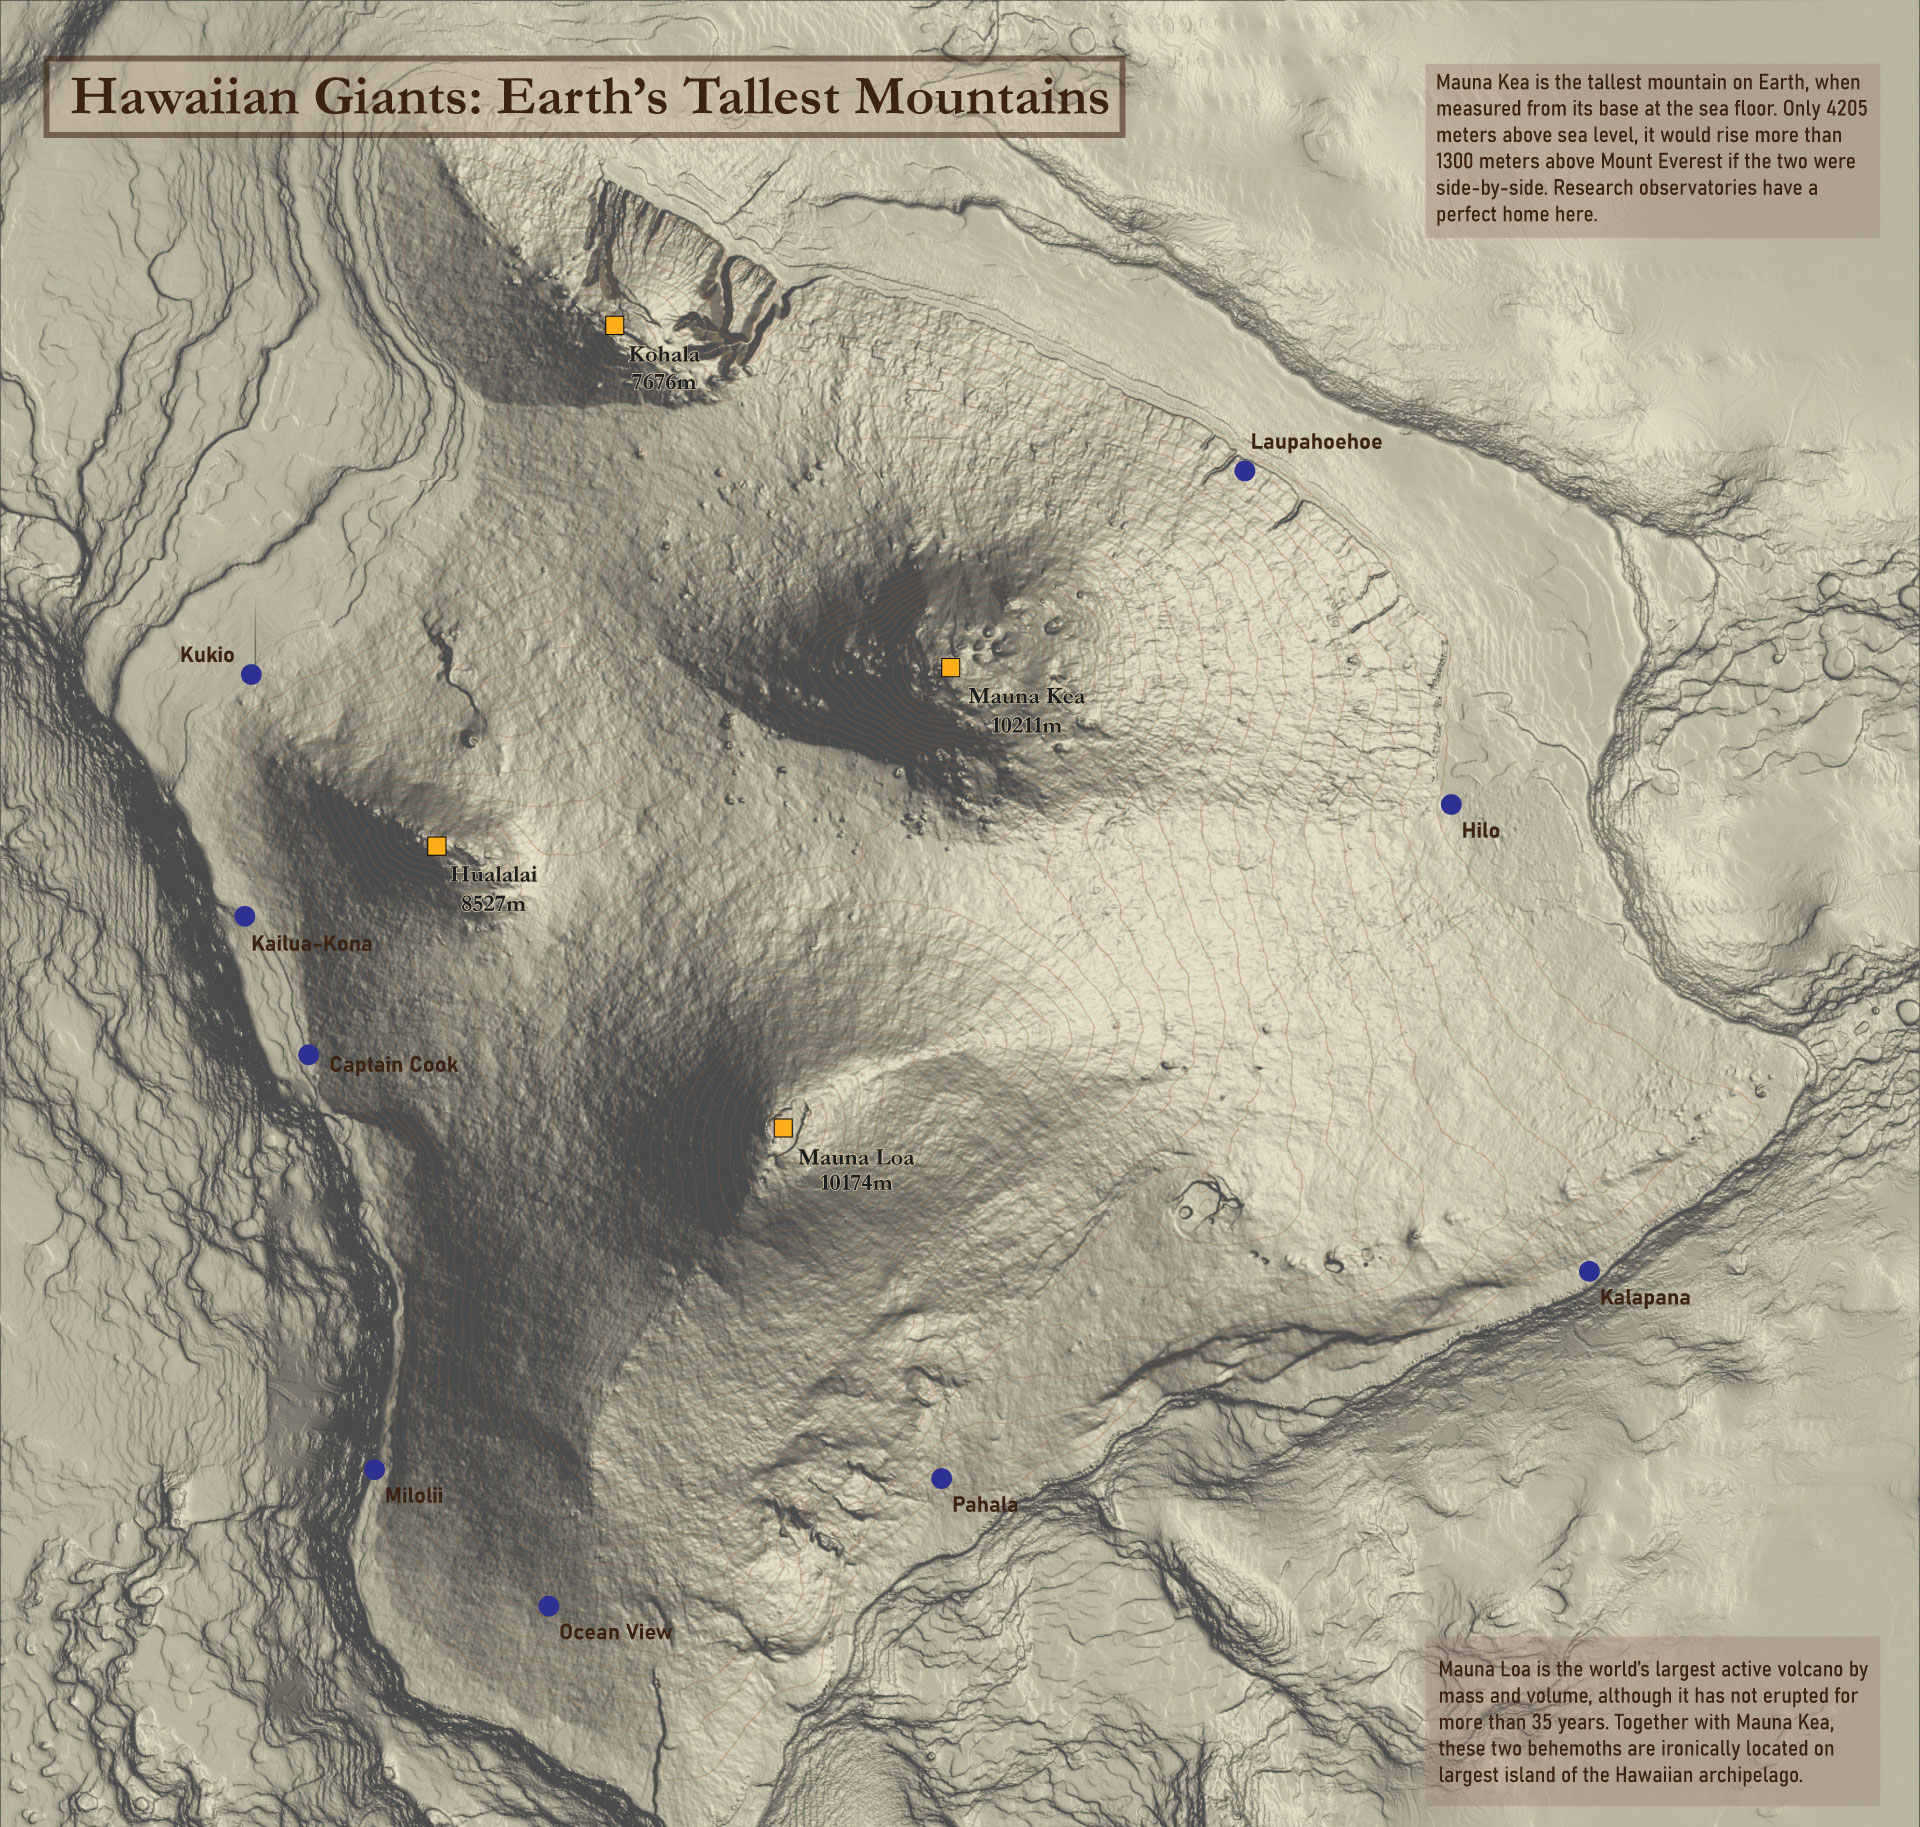 Hawaiian Giants: Earth's Tallest Mountains
Mauna Kea is the tallest mountain on Earth, when
measured from its base at the sea floor. Only 4205
meters above sea level, it would rise more than
1300 meters above Mount Everest if the two were
side-by-side. Research observatories have a
perfect home here.
Kohala
7676m
Laupahoehoe
Kukio
Mauna Kea
10211m
Hilo
Hualalai
8527m
Kailua-Kona
Captain Cook
Mauna Loa
10174m
Kalapana
Milolii
Pahala
Ocean View
Mauna Loa is the world's largest active volcano by
mass and volume, although it has not erupted for
more than 35 years. Together with Mauna Kea,
these two behemoths are ironically located on
largest island of the Hawaiian archipelago.